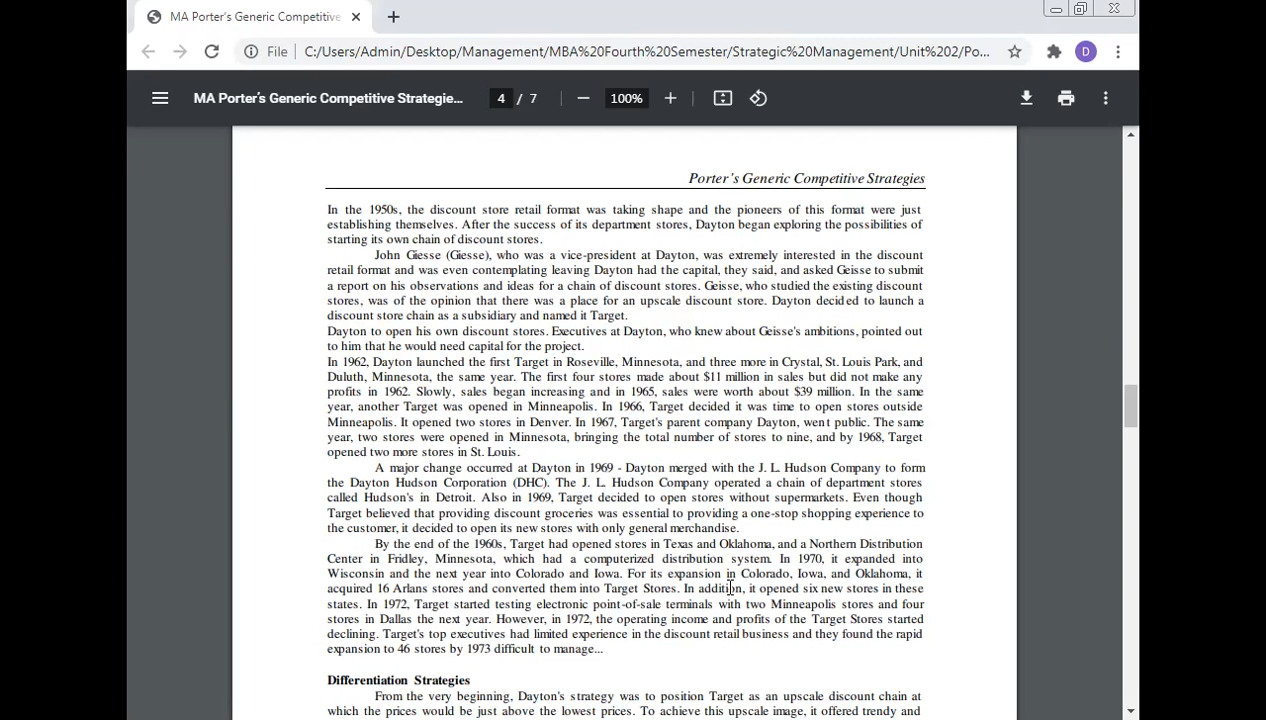 MA Porter's Generic Competitive
File
C:/Users/Admin/Desktop/Management/MBA%20Fourth%20Semester/Strategic%20Management/Unit%202/Po...
D
MA Porter's Generic Competitive Strategie...
4 / 7
100%
Porter's Generic Competitive Strategies
In the 1950s, the discount store retail format was taking shape and the pioneers of this format were just
establishing themselves. After the success of its department stores, Dayton began exploring the possibilities of
starting its own chain of discount stores.
John Giesse (Giesse), who was a vice-president at Dayton, was extremely interested in the discount
retail format and was even contemplating leaving Dayton had the capital, they said, and asked Geisse to submit
a report on his observations and ideas for a chain of discount stores. Geisse, who studied the existing discount
stores, was of the opinion that there was a place for an upscale discount store. Dayton decided to launch a
discount store chain as a subsidiary and named it Target.
Dayton to open his own discount stores. Executives at Dayton, who knew about Geisse's ambitions, pointed out
to him that he would need capital for the project.
In 1962, Dayton launched the first Target in Roseville, Minnesota, and three more in Crystal, St. Louis Park, and
Duluth, Minnesota, the same year. The first four stores made about $11 million in sales but did not make any
profits in 1962. Slowly, sales began increasing and in 1965, sales were worth about $39 million. In the same
year, another Target was opened in Minneapolis. In 1966, Target decided it was time to open stores outside
Minneapolis. It opened two stores in Denver. In 1967, Target's parent company Dayton, went public. The same
year, two stores were opened in Minnesota, bringing the total number of stores to nine, and by 1968, Target
opened two more stores in St. Louis.
A major change occurred at Dayton in 1969 - Dayton merged with the J. L. Hudson Company to form
the Dayton Hudson Corporation (DHC). The J. L. Hudson Company operated a chain of department stores
called Hudson's in Detroit. Also in 1969, Target decided to open stores without supermarkets. Even though
Target believed that providing discount groceries was essential to providing a one-stop shopping experience to
the customer, it decided to open its new stores with only general merchandise.
By the end of the 1960s, Target had opened stores in Texas and Oklahoma, and a Northern Distribution
Center in Fridley, Minnesota, which had a computerized distribution system. In 1970, it expanded into
Wisconsin and the next year into Colorado and Iowa. For its expansion in Colorado, Iowa, and Oklahoma, it
acquired 16 Arlans stores and converted them into Target Stores. In addition, it opened six new stores in these
states. In 1972, Target started testing electronic point-of-sale terminals with two Minneapolis stores and four
stores in Dallas the next year. However, in 1972, the operating income and profits of the Target Stores started
declining. Target's top executives had limited experience in the discount retail business and they found the rapid
expansion to 46 stores by 1973 difficult to manage...
Differentiation Strategies
From the very beginning, Dayton's strategy was to position Target as an upscale discount chain at
which the prices would be just above the lowest prices. To achieve this upscale image, it offered trendy and